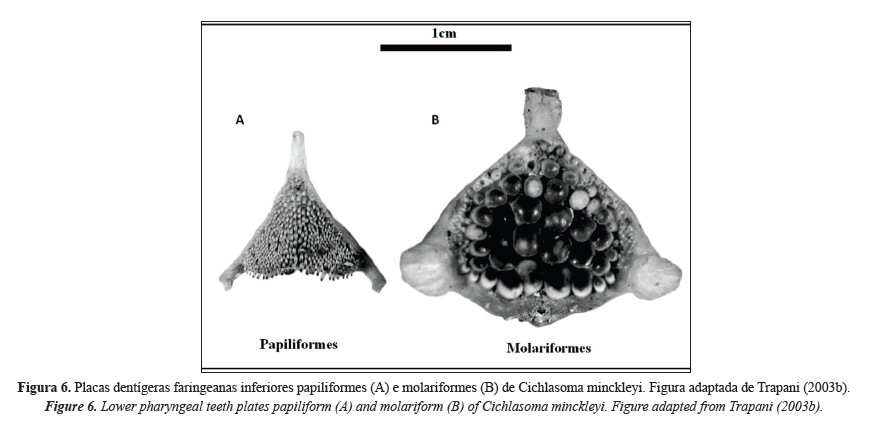 1cm
A
B
Papiliformes
Molariformes
Figura 6. Placas dentígeras faringeanas inferiores papiliformes (A) e molariformes (B) de Cichlasoma minckleyi. Figura adaptada de Trapani (2003b).
Figure 6. Lower pharyngeal teeth plates papiliform (A) and molariform (B) of Cichlasoma minckleyi. Figure adapted from Trapani (2003b).